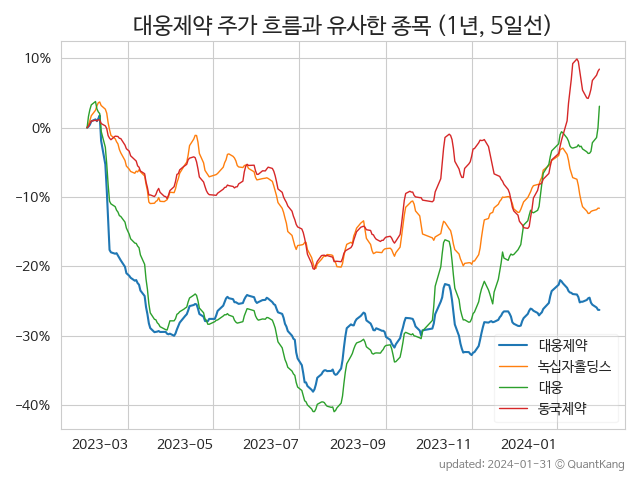 대웅제약 주가 흐름과 유사한 종목 (1년, 5일선)
10%
0%
−10%
−20%
−30%
−40%
대웅제약
녹십자홀딩스
대웅
동국제약
2023-03 2023-05 2023-07 2023-09 2023-11 2024-01
updated: 2024-01-31 © QuantKang